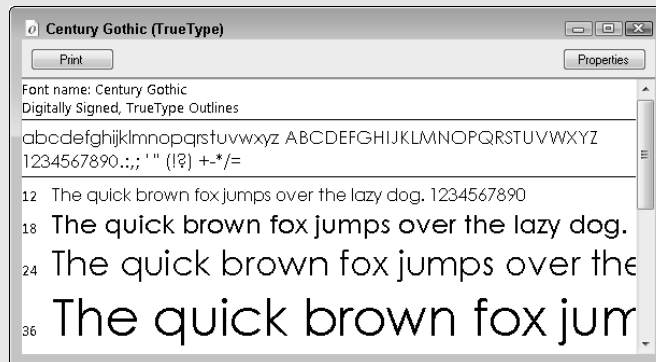 Century Gothic (TrueType)
Print Properties
Font name: Century Gothic
Digitally Signed, TrueType Outlines
abcdefghijklmnopqrstuvwxyz ABCDEFGHIJKLMNOPQRSTUVWXYZ
1234567890.:,; ' " (!?) +-*/=
12 The quick brown fox jumps over the lazy dog. 1234567890
18 The quick brown fox jumps over the lazy dog.
24 The quick brown fox jumps over the
36 The quick brown fox jum